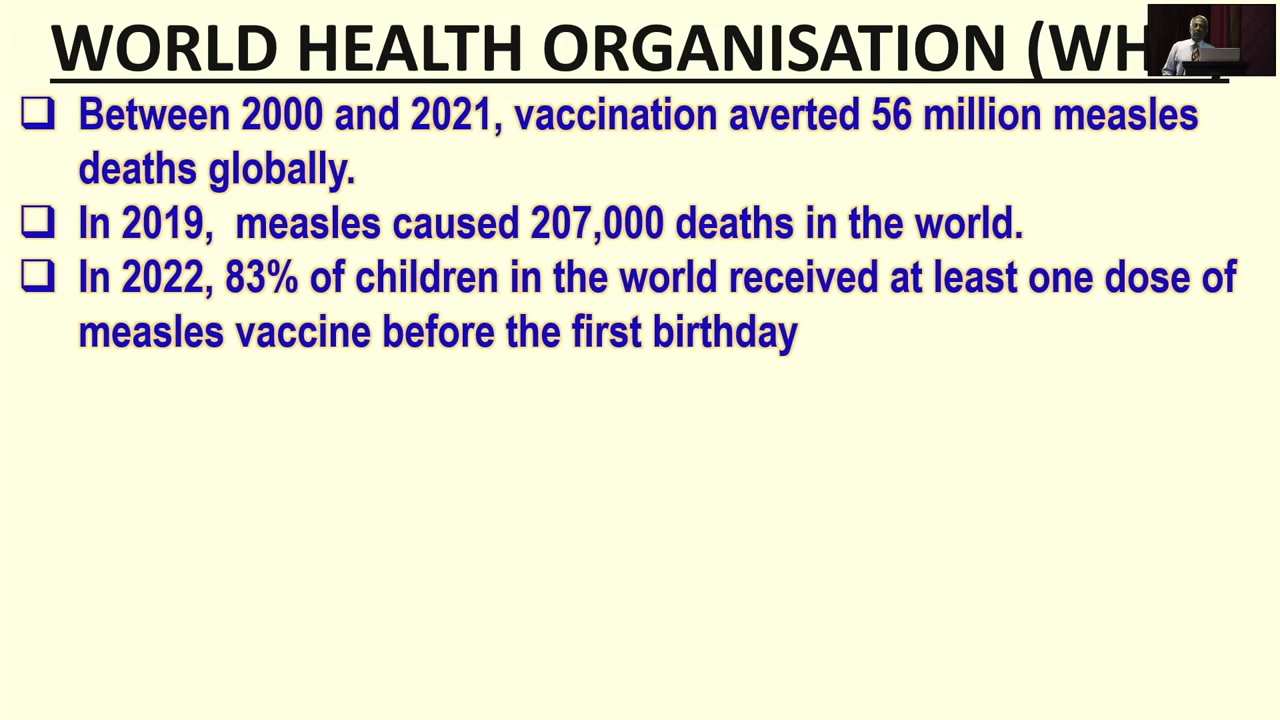 WORLD HEALTH ORGANISATION (WH
❑ Between 2000 and 2021, vaccination averted 56 million measles
deaths globally.
❑ In 2019, measles caused 207,000 deaths in the world.
❑ In 2022, 83% of children in the world received at least one dose of
measles vaccine before the first birthday